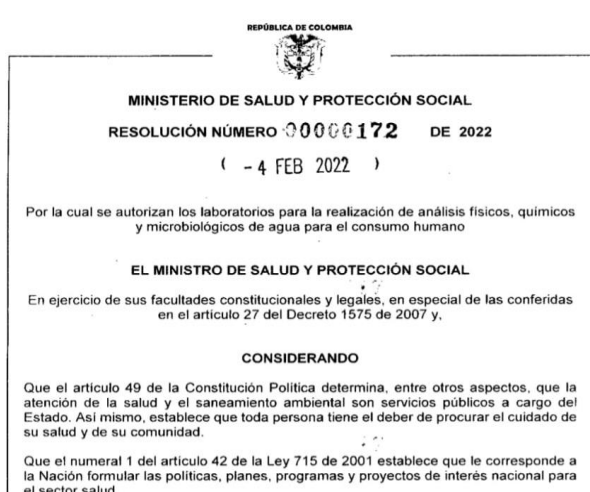 REPÚBLICA DE COLOMBIA
MINISTERIO DE SALUD Y PROTECCIÓN SOCIAL
RESOLUCIÓN NÚMERO 00000172 DE 2022
( - 4 FEB 2022 )
Por la cual se autorizan los laboratorios para la realización de análisis físicos, químicos
y microbiológicos de agua para el consumo humano
EL MINISTRO DE SALUD Y PROTECCIÓN SOCIAL
En ejercicio de sus facultades constitucionales y legales, en especial de las conferidas
en el artículo 27 del Decreto 1575 de 2007 y,
CONSIDERANDO
Que el artículo 49 de la Constitución Política determina, entre otros aspectos, que la
atención de la salud y el saneamiento ambiental son servicios públicos a cargo del
Estado. Así mismo, establece que toda persona tiene el deber de procurar el cuidado de
su salud y de su comunidad.
Que el numeral 1 del artículo 42 de la Ley 715 de 2001 establece que le corresponde a
la Nación formular las políticas, planes, programas y proyectos de interés nacional para
el sector salud